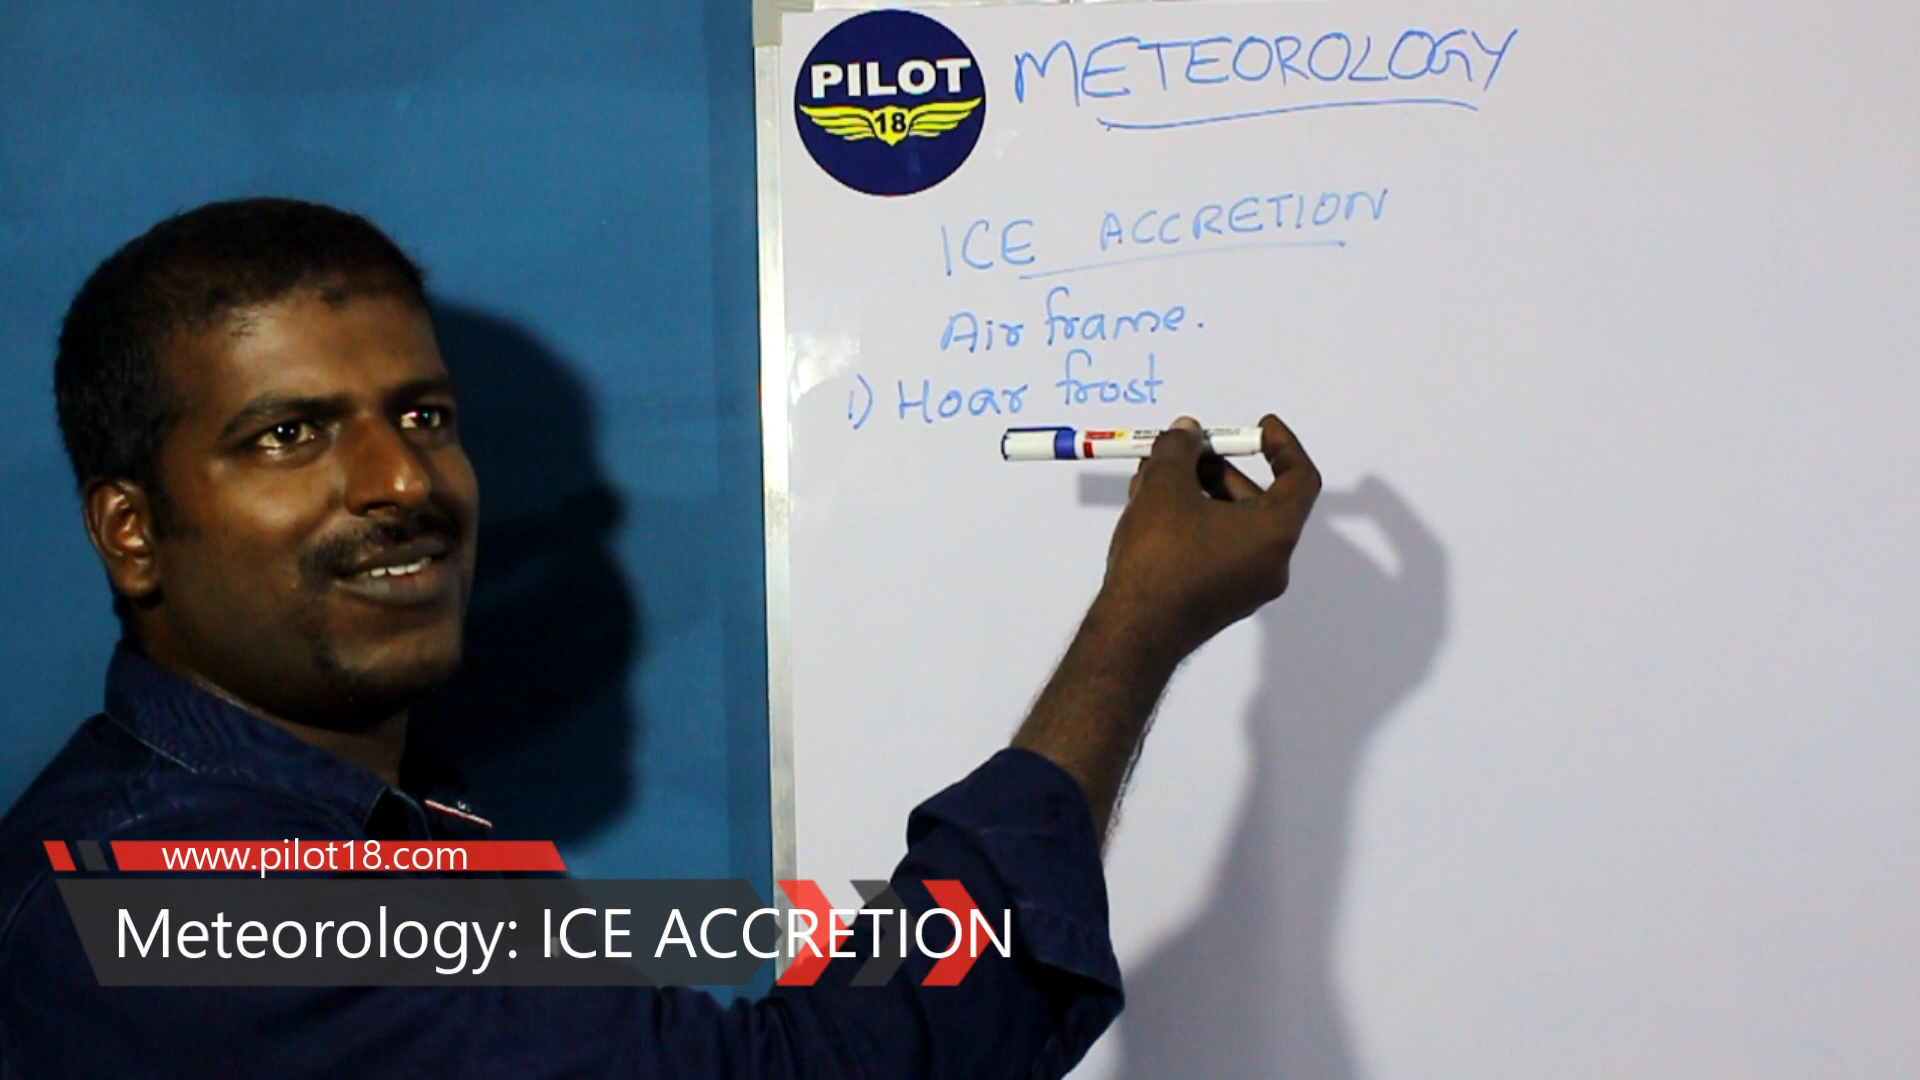 PILOT
18
METEOROLOGY
ICE ACCRETION
Air frame.
1) Hoar frost
www.pilot18.com
Meteorology: ICE ACCRETION